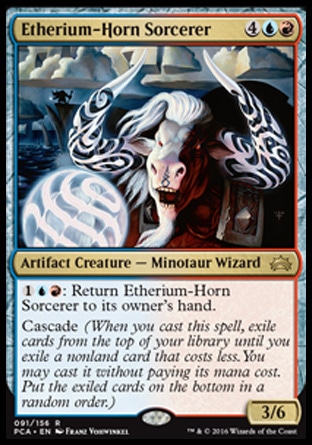 Etherium-Horn Sorcerer 4
Artifact Creature — Minotaur Wizard
1: Return Etherium-Horn
Sorcerer to its owner's hand.
Cascade (When you cast this spell, exile
cards from the top of your library until you
exile a nonland card that costs less. You
may cast it without paying its mana cost.
Put the exiled cards on the bottom in a
random order.)
3/6
091/156 R
PCA • EN Franz Vohwinkel
™ & © 2016 Wizards of the Coast